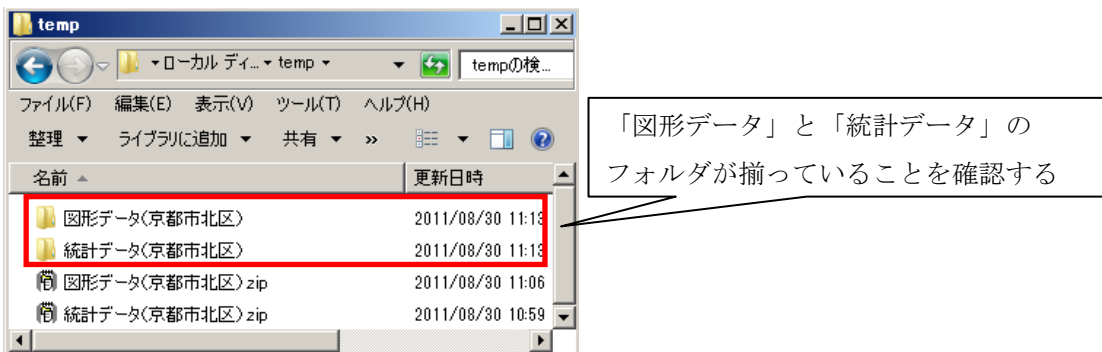 temp
ローカル ディ... temp
tempの検...
ファイル(F) 編集(E) 表示(V) ツール(T) ヘルプ(H)
整理 ライブラリに追加 共有 »
名前 更新日時
図形データ(京都市北区) 2011/08/30 11:13
統計データ(京都市北区) 2011/08/30 11:13
図形データ(京都市北区).zip 2011/08/30 11:06
統計データ(京都市北区).zip 2011/08/30 10:59
「図形データ」と「統計データ」の
フォルダが揃っていることを確認する